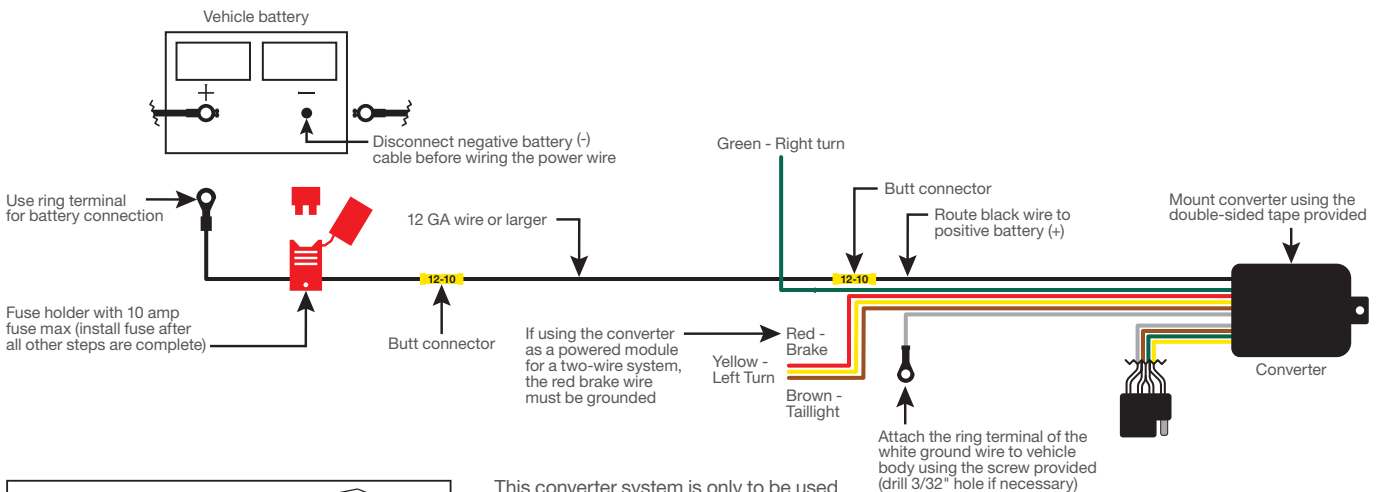 Vehicle battery
+
−
Disconnect negative battery (-)
cable before wiring the power wire
Green - Right turn
Use ring terminal
for battery connection
12 GA wire or larger
Butt connector
Route black wire to
positive battery (+)
Mount converter using the
double-sided tape provided
12-10
12-10
Fuse holder with 10 amp
fuse max (install fuse after
all other steps are complete)
Butt connector
If using the converter
as a powered module
for a two-wire system,
the red brake wire
must be grounded
Red -
Brake
Yellow -
Left Turn
Brown -
Taillight
Converter
Attach the ring terminal of the
white ground wire to vehicle
body using the screw provided
(drill 3/32" hole if necessary)
This converter system is only to be used